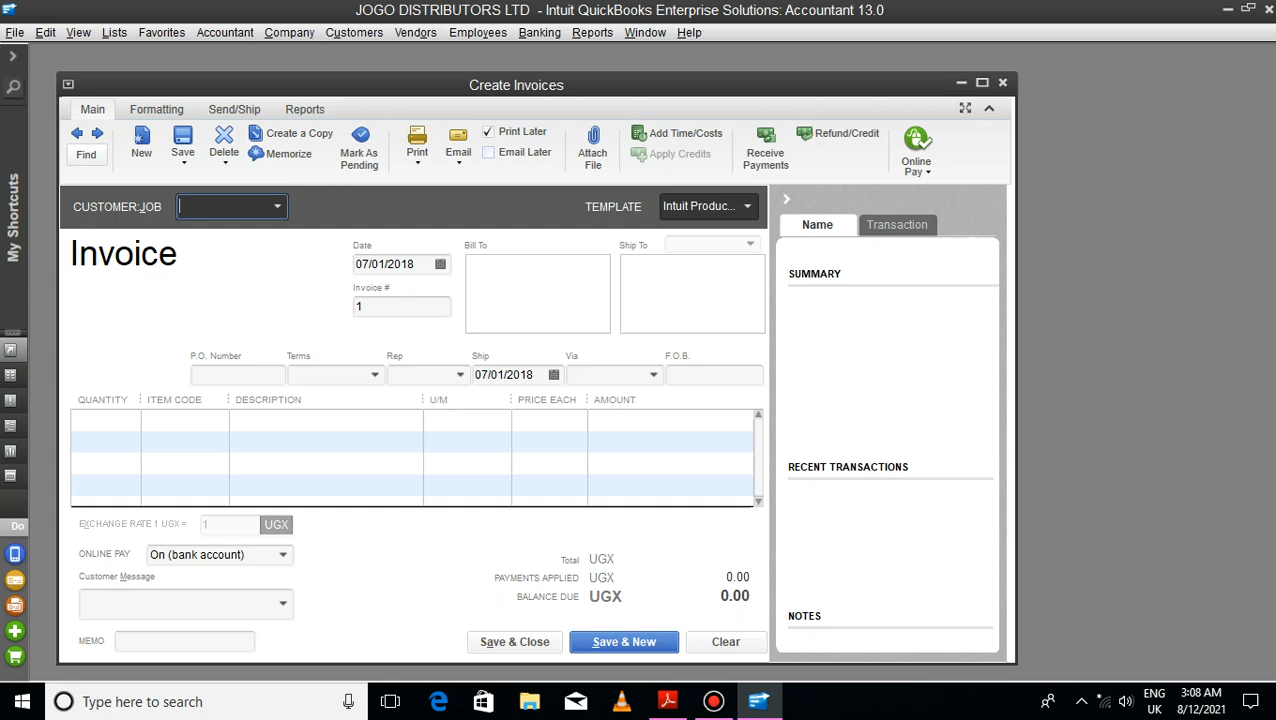 JOGO DISTRIBUTORS LTD - Intuit QuickBooks Enterprise Solutions: Accountant 13.0
File Edit View Lists Favorites Accountant Company Customers Vendors Employees Banking Reports Window Help
Create Invoices
Main Formatting Send/Ship Reports
Find
New
Save
Delete
Create a Copy
Memorize
Mark As
Pending
Print
Email
Print Later
Email Later
Attach
File
Add Time/Costs
Apply Credits
Receive
Payments
Refund/Credit
Online
Pay
My Shortcuts
Do
CUSTOMER:JOB
TEMPLATE Intuit Produc...
Invoice
Date
07/01/2018
Invoice #
1
Bill To
Ship To
P.O. Number Terms Rep Ship Via F.O.B.
07/01/2018
QUANTITY ITEM CODE DESCRIPTION U/M PRICE EACH AMOUNT
EXCHANGE RATE 1 UGX = 1 UGX
ONLINE PAY On (bank account)
Customer Message
MEMO
Total UGX
PAYMENTS APPLIED UGX 0.00
BALANCE DUE UGX 0.00
Save & Close Save & New Clear
Name Transaction
SUMMARY
RECENT TRANSACTIONS
NOTES
Type here to search
ENG
UK
3:08 AM
8/12/2021